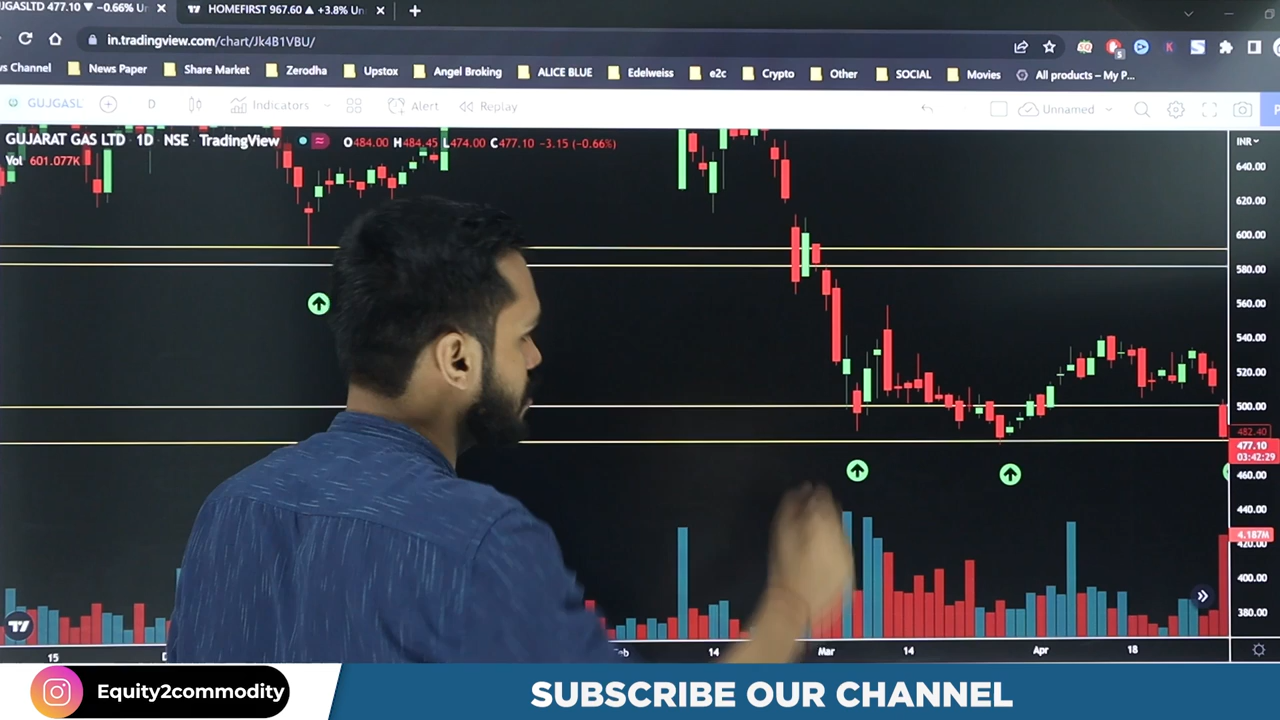 JGASLTD 477.10 ▼ −0.66% Ur
HOMEFIRST 967.60 ▲ +3.8% Un
in.tradingview.com/chart/Jk4B1VBU/
ws Channel News Paper Share Market Zerodha Upstox Angel Broking ALICE BLUE Edelweiss e2c Crypto Other SOCIAL Movies All products – My P...
GUJGASL D Indicators Alert Replay Unnamed P
GUJARAT GAS LTD 1D NSE TradingView O484.00 H484.45 L474.00 C477.10 −3.15 (−0.66%) INR
Vol 601.077K
640.00
620.00
600.00
580.00
560.00
540.00
520.00
500.00
482.40
477.10
03:42:29
460.00
440.00
4.187M
420.00
400.00
380.00
15 14 Mar 14 Apr 18
Equity2commodity
SUBSCRIBE OUR CHANNEL